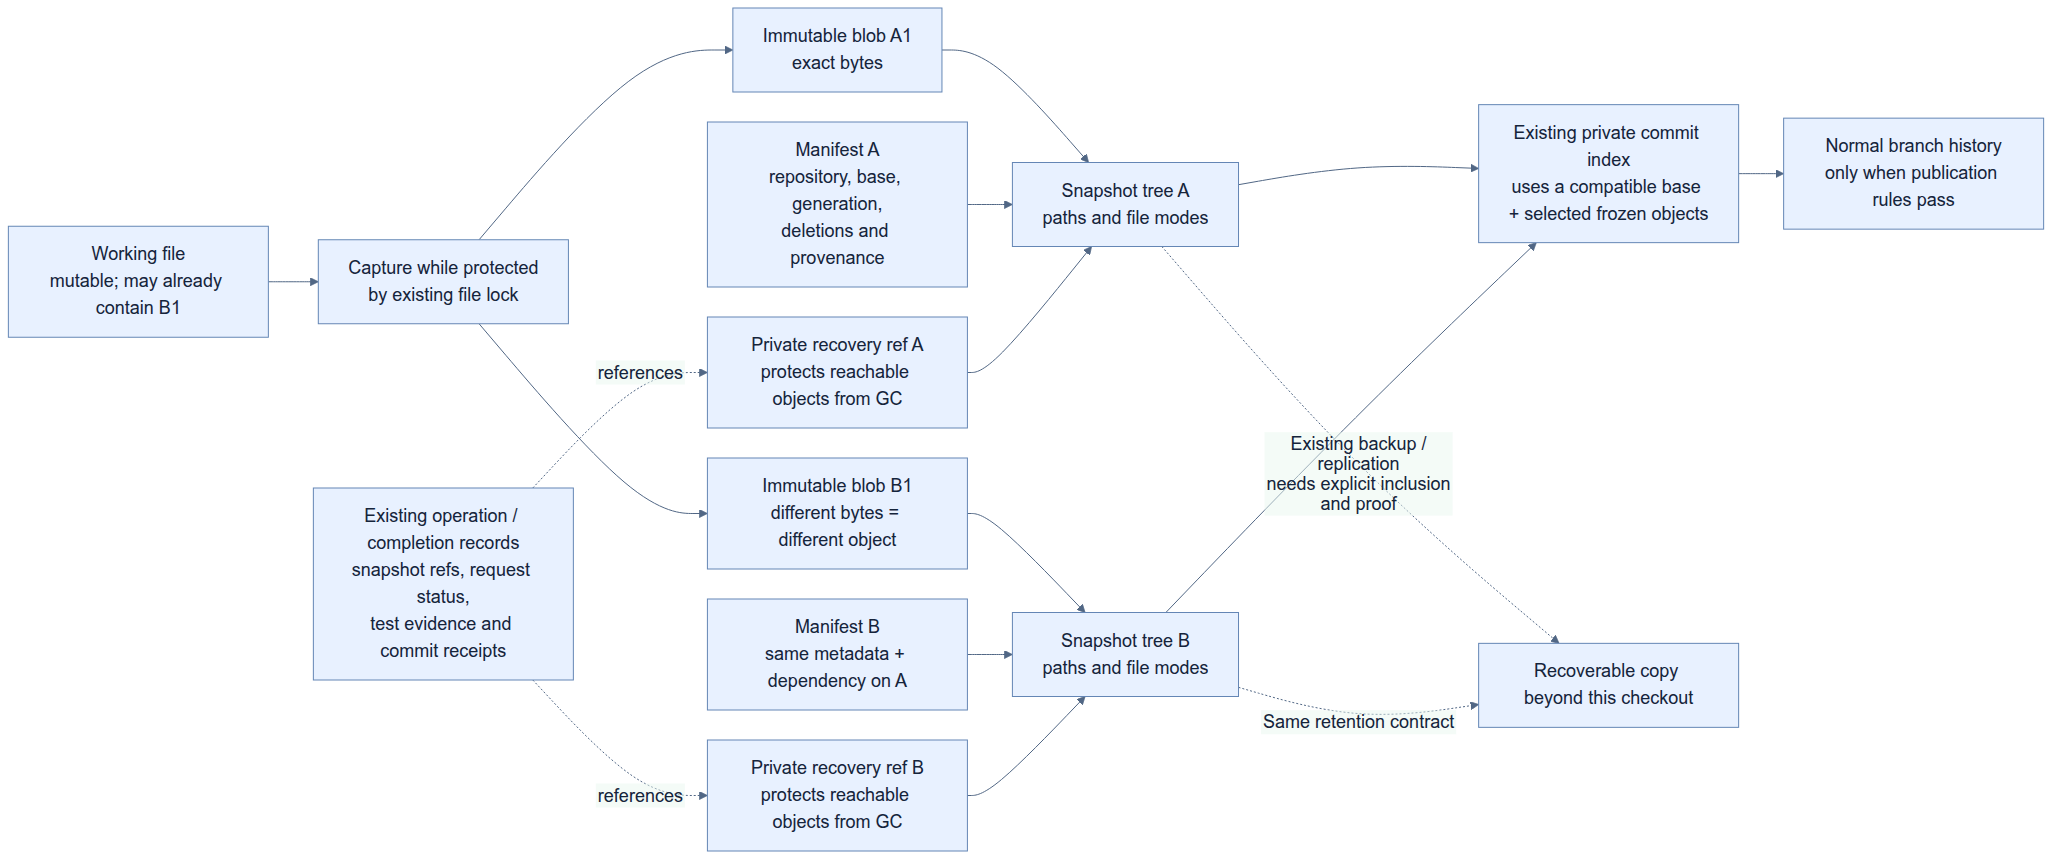 Working file
mutable; may already
contain B1
Capture while protected
by existing file lock
Existing operation /
completion records
snapshot refs, request
status,
test evidence and
commit receipts
references
references
Immutable blob A1
exact bytes
Manifest A
repository, base,
generation,
deletions and
provenance
Private recovery ref A
protects reachable
objects from GC
Immutable blob B1
different bytes =
different object
Manifest B
same metadata +
dependency on A
Private recovery ref B
protects reachable
objects from GC
Snapshot tree A
paths and file modes
Snapshot tree B
paths and file modes
Existing backup /
replication
needs explicit inclusion
and proof
Same retention contract
Existing private commit
index
uses a compatible base
+ selected frozen objects
Recoverable copy
beyond this checkout
Normal branch history
only when publication
rules pass